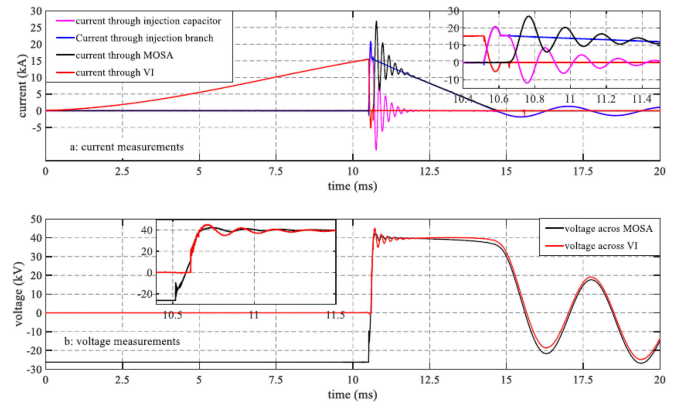 30
25
20
15
10
5
0
-5
current (kA)
current through injection capacitor
Current through injection branch
current through MOSA
current through VI
a: current measurements
30
20
10
0
-10
10.4 10.6 10.8 11 11.2 11.4
0 2.5 5 7.5 10 12.5 15 17.5 20
time (ms)
50
40
30
20
10
0
-10
-20
-30
voltage (kV)
40
20
0
-20
10.5 11 11.5
voltage acros MOSA
voltage across VI
b: voltage measurements
0 2.5 5 7.5 10 12.5 15 17.5 20
time (ms)